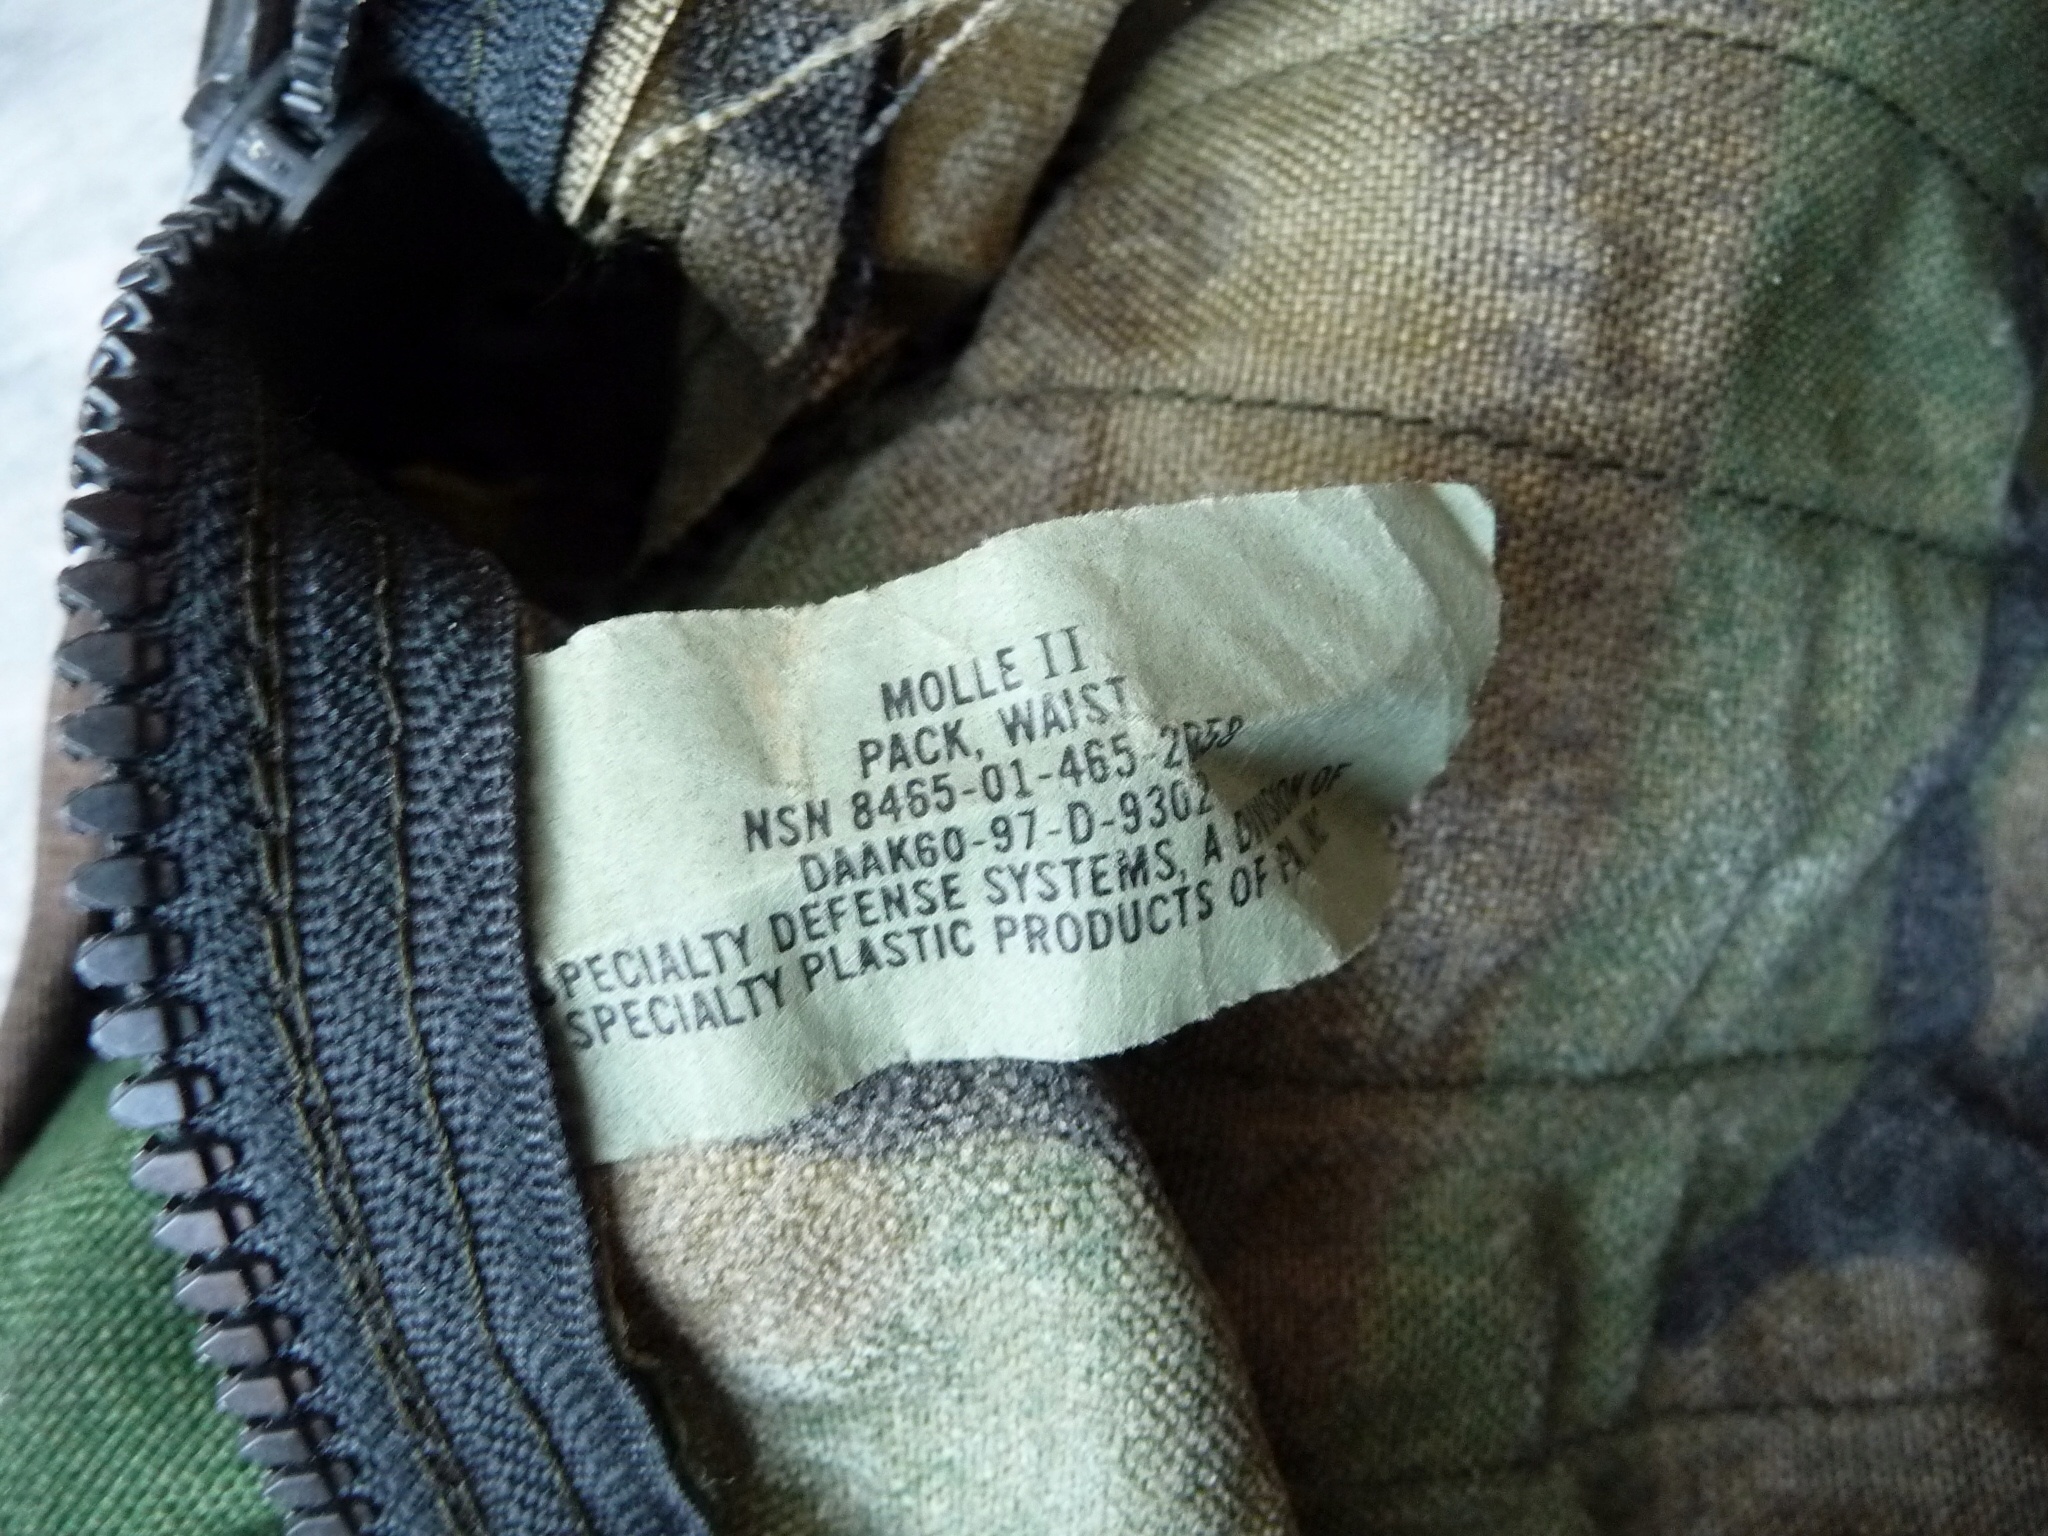 MOLLE II
PACK, WAIST
NSN 8465-01-465-2058
DAAK60-97-D-9302
SPECIALTY DEFENSE SYSTEMS, A DIVISION OF
SPECIALTY PLASTIC PRODUCTS OF